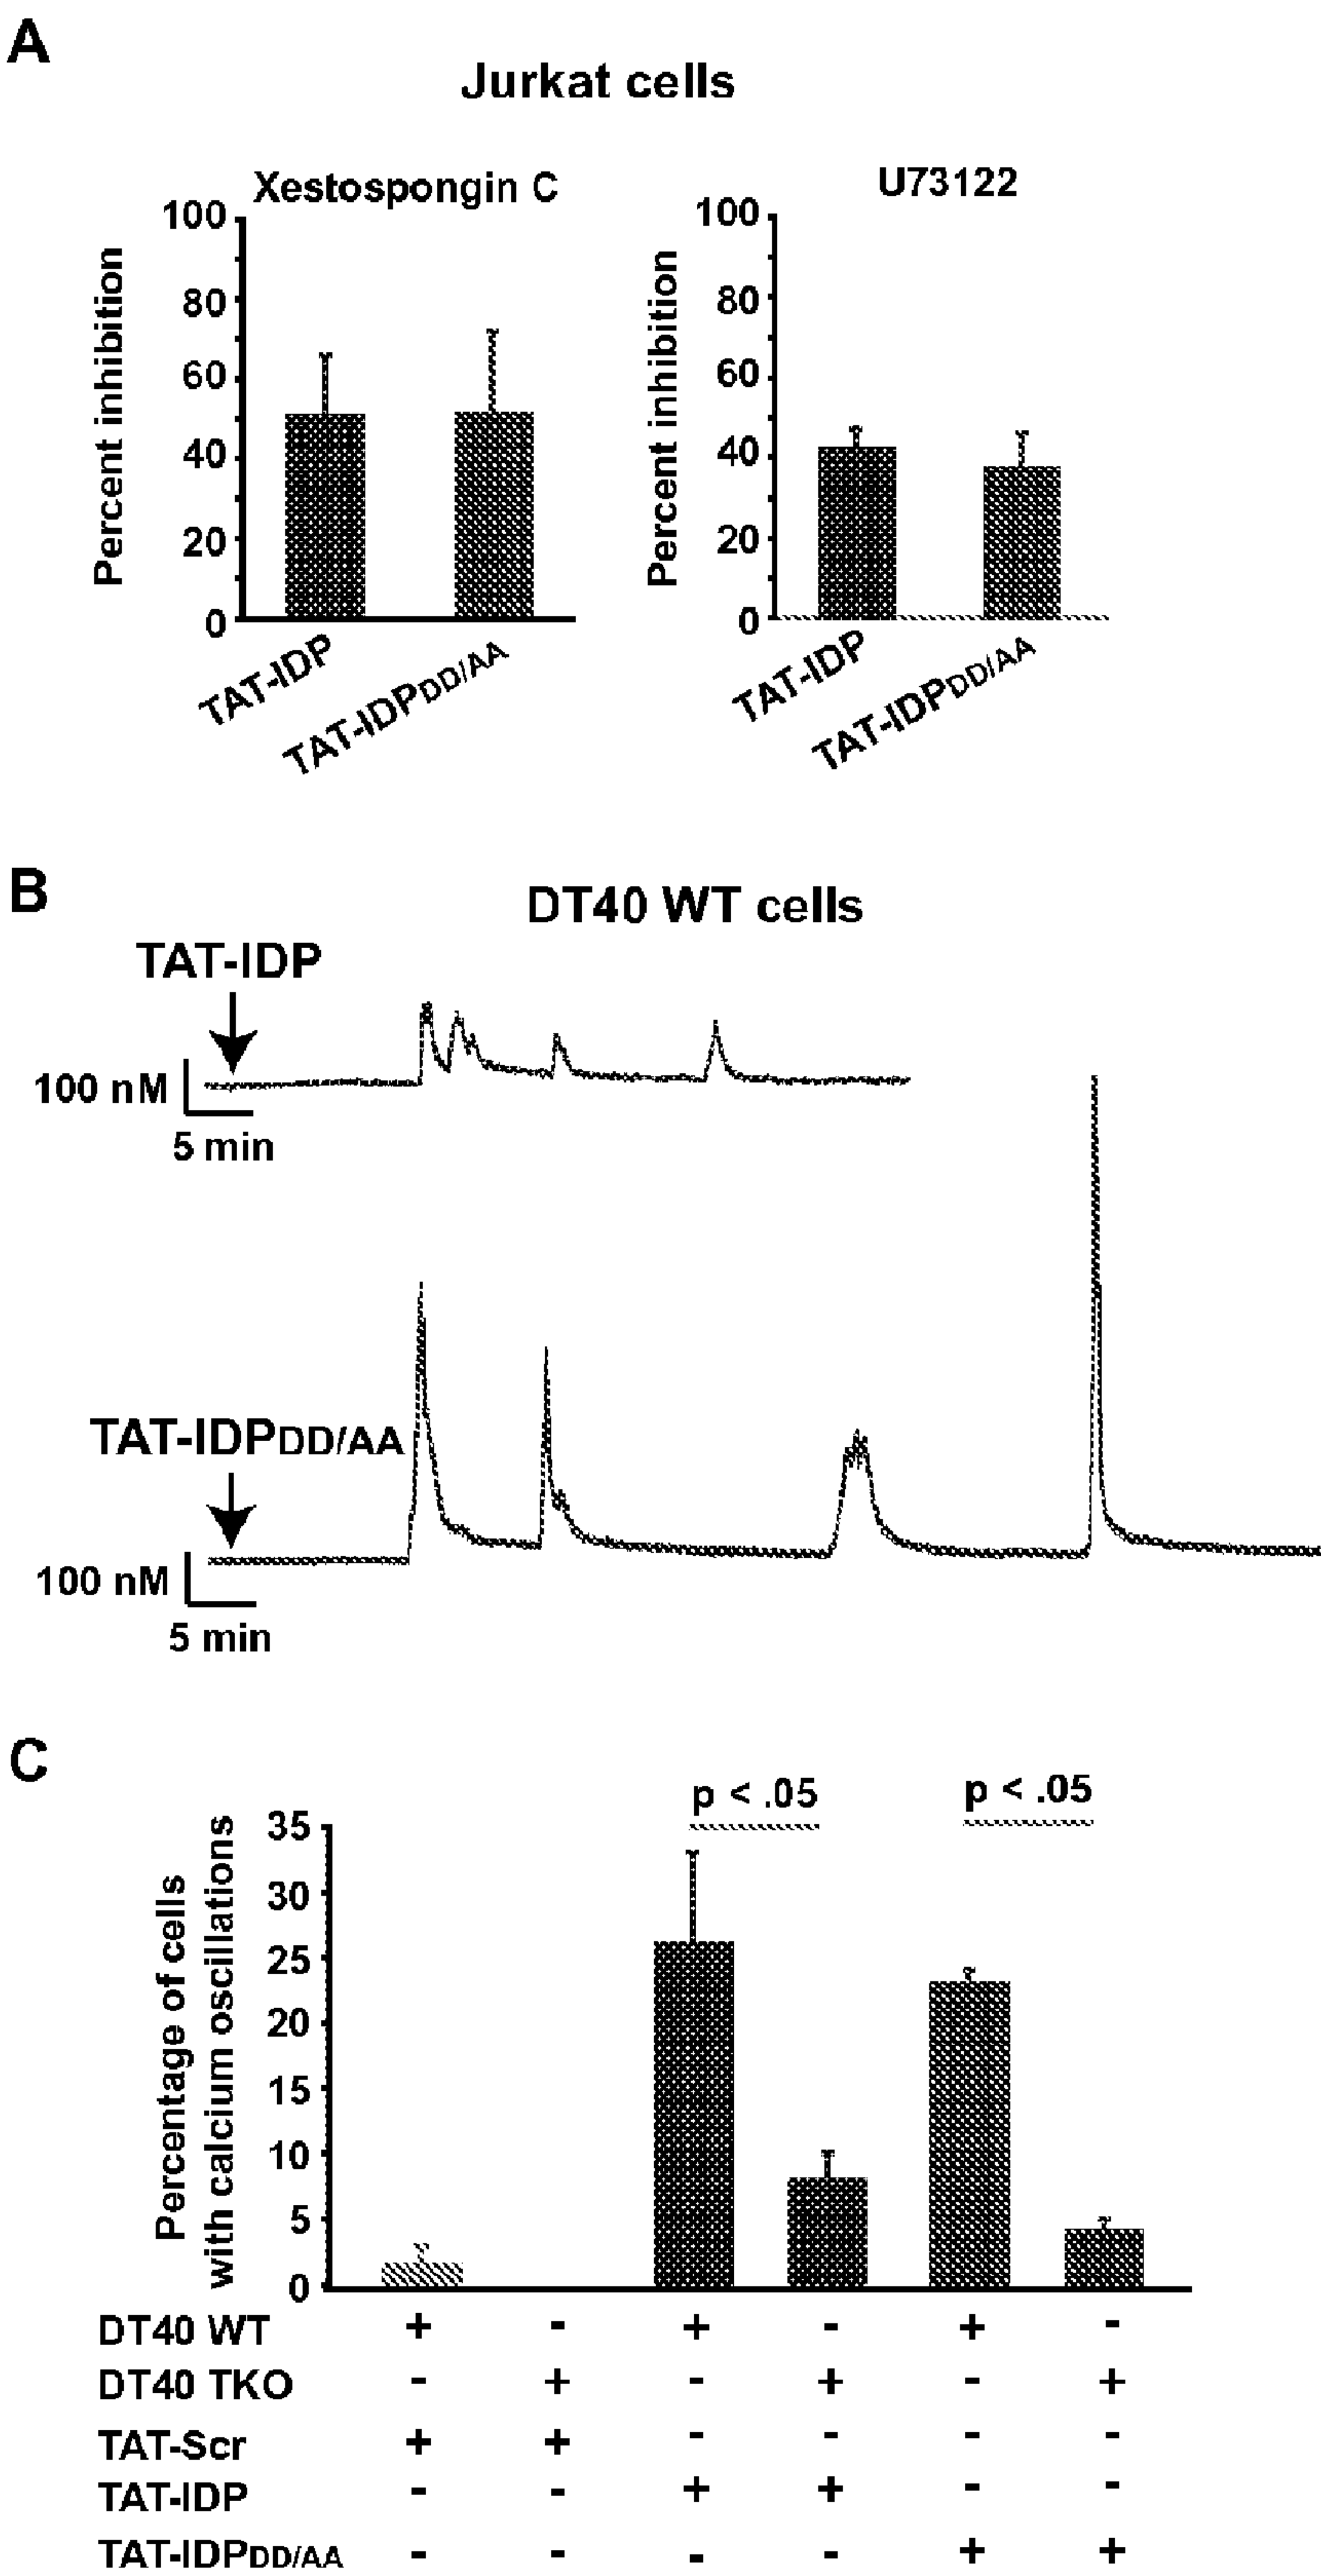 A
Jurkat cells
Xestospongin C
U73122
Percent inhibition
100
80
60
40
20
0
TAT-IDP
TAT-IDPDD/AA
Percent inhibition
100
80
60
40
20
0
TAT-IDP
TAT-IDPDD/AA
B
DT40 WT cells
TAT-IDP
100 nM
5 min
TAT-IDPDD/AA
100 nM
5 min
C
p < .05
p < .05
Percentage of cells
with calcium oscillations
35
30
25
20
15
10
5
0
DT40 WT + - + - + -
DT40 TKO - + - + - +
TAT-Scr + + - - - -
TAT-IDP - - + + - -
TAT-IDPDD/AA - - - - + +